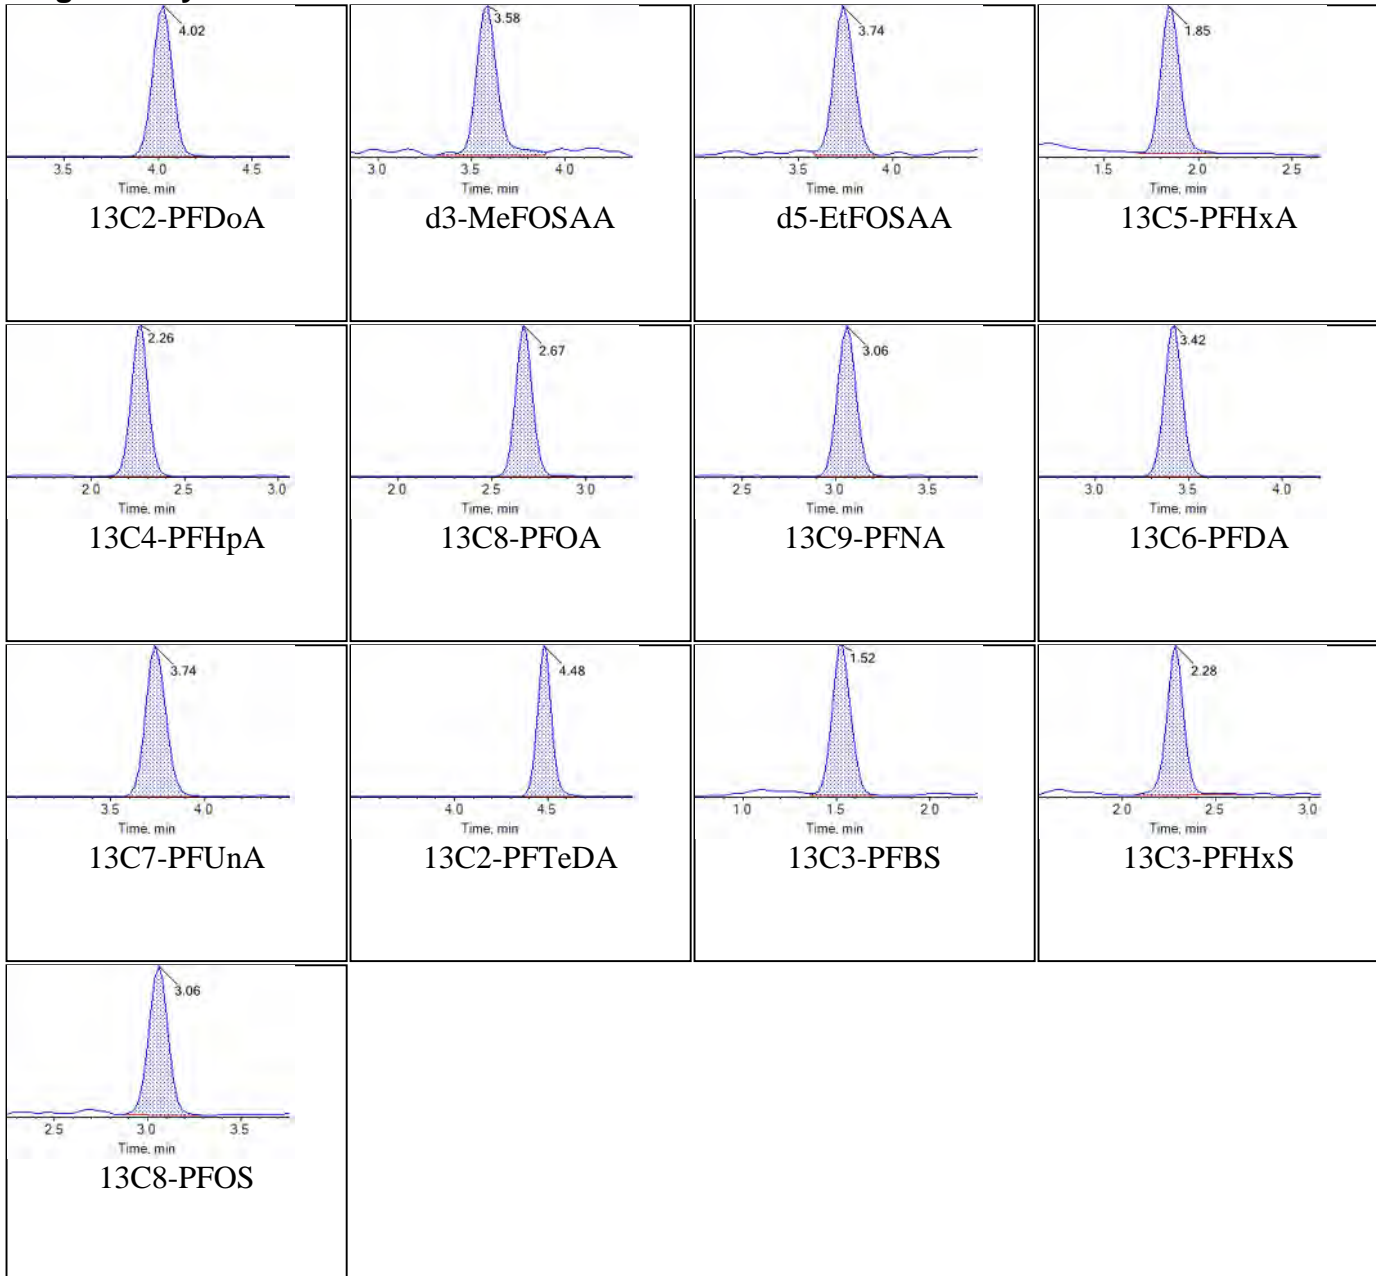 4.02
3.5 4.0 4.5
Time, min
13C2-PFDoA
3.58
3.0 3.5 4.0
Time, min
d3-MeFOSAA
3.74
3.5 4.0
Time, min
d5-EtFOSAA
1.85
1.5 2.0 2.5
Time, min
13C5-PFHxA
2.26
2.0 2.5 3.0
Time, min
13C4-PFHpA
2.67
2.0 2.5 3.0
Time, min
13C8-PFOA
3.06
2.5 3.0 3.5
Time, min
13C9-PFNA
3.42
3.0 3.5 4.0
Time, min
13C6-PFDA
3.74
3.5 4.0
Time, min
13C7-PFUnA
4.48
4.0 4.5
Time, min
13C2-PFTeDA
1.52
1.0 1.5 2.0
Time, min
13C3-PFBS
2.28
2.0 2.5 3.0
Time, min
13C3-PFHxS
3.06
2.5 3.0 3.5
Time, min
13C8-PFOS